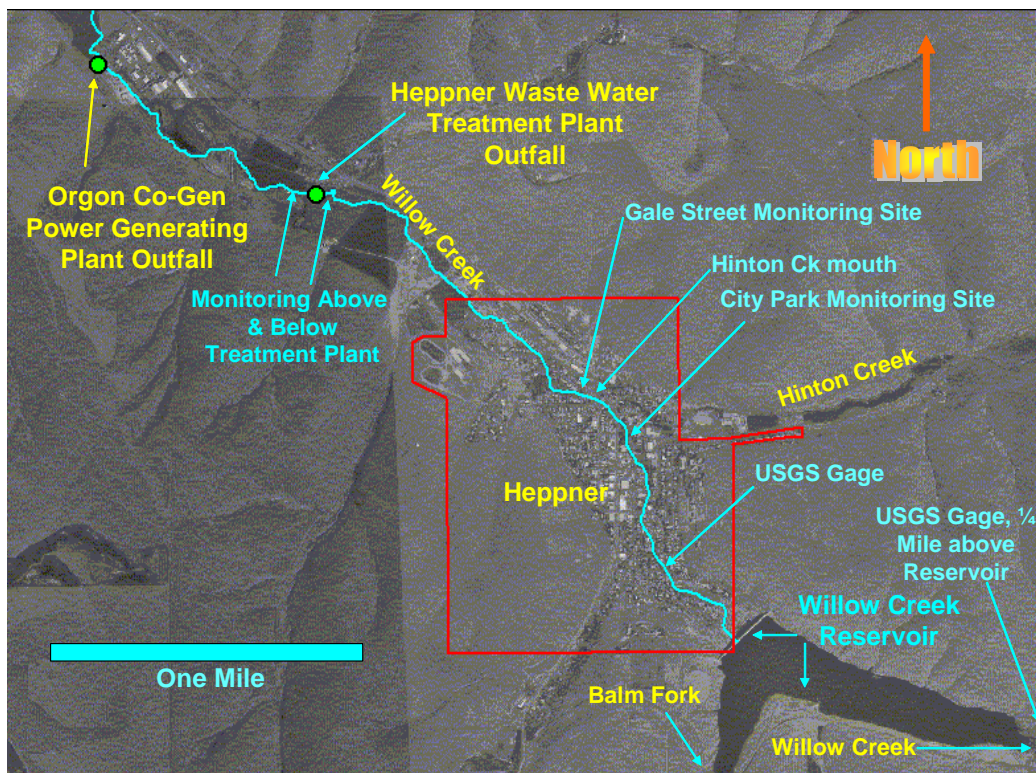 Heppner Waste Water
Treatment Plant
Outfall
North
Orgon Co-Gen
Power Generating
Plant Outfall
Willow Creek
Gale Street Monitoring Site
Hinton Ck mouth
City Park Monitoring Site
Monitoring Above
& Below
Treatment Plant
Hinton Creek
Heppner
USGS Gage
USGS Gage, ¼
Mile above
Reservoir
Willow Creek
Reservoir
One Mile
Balm Fork
Willow Creek